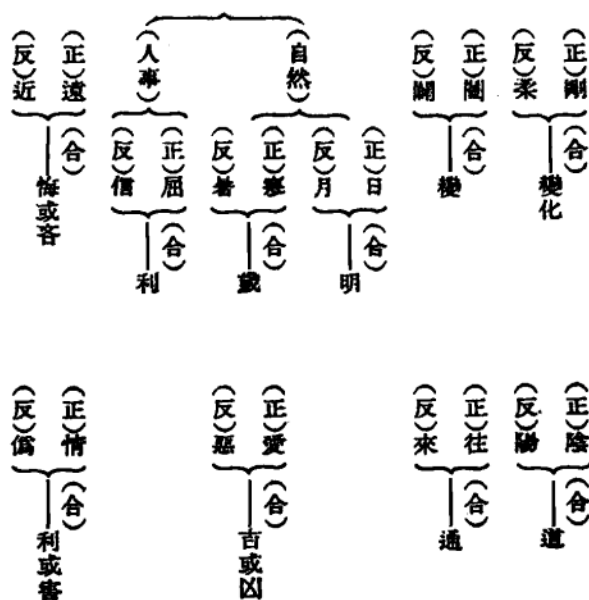 (正)剛
(反)柔
(合)
變化
(正)闔
(反)闢
(合)
變
(自然)
(正)日
(反)月
(合)
明
(正)寒
(反)暑
(合)
歲
(人事)
(正)屈
(反)信
(合)
利
(正)遠
(反)近
(合)
悔或吝
(正)陰
(反)陽
(合)
道
(正)往
(反)來
(合)
通
(正)愛
(反)惡
(合)
吉或凶
(正)情
(反)僞
(合)
利或害